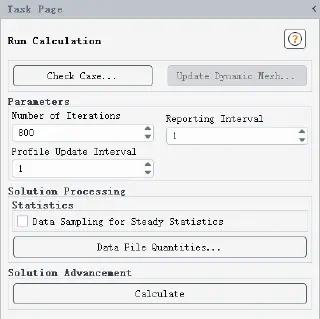 Task Page
Run Calculation
Check Case... Update Dynamic Mesh...
Parameters
Number of Iterations Reporting Interval
800 1
Profile Update Interval
1
Solution Processing
Statistics
Data Sampling for Steady Statistics
Data File Quantities...
Solution Advancement
Calculate